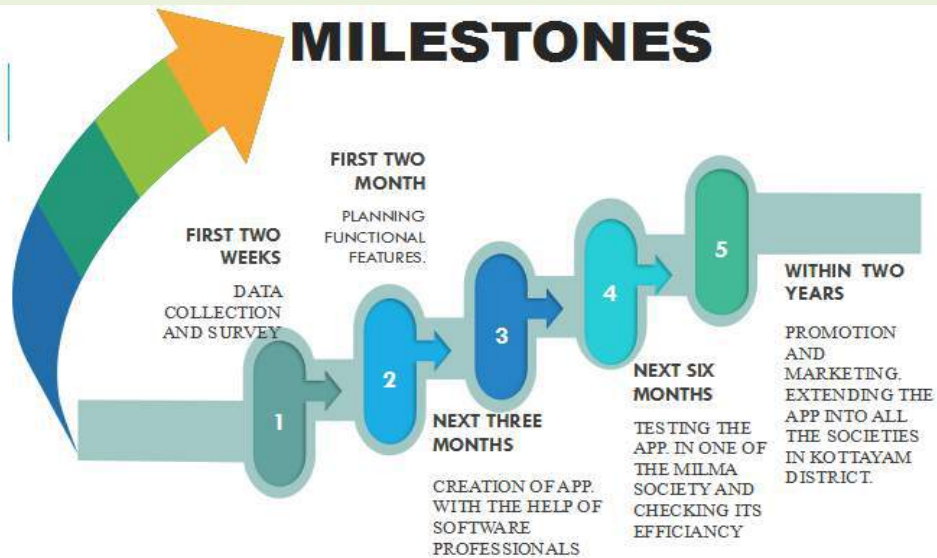 MILESTONES
FIRST TWO
WEEKS
DATA
COLLECTION
AND SURVEY
1
FIRST TWO
MONTH
PLANNING
FUNCTIONAL
FEATURES.
2
3
NEXT THREE
MONTHS
CREATION OF APP.
WITH THE HELP OF
SOFTWARE
PROFESSIONALS
4
NEXT SIX
MONTHS
TESTING THE
APP. IN ONE OF
THE MILMA
SOCIETY AND
CHECKING ITS
EFFICIANCY
5
WITHIN TWO
YEARS
PROMOTION
AND
MARKETING.
EXTENDING THE
APP INTO ALL
THE SOCIETIES
IN KOTTAYAM
DISTRICT.